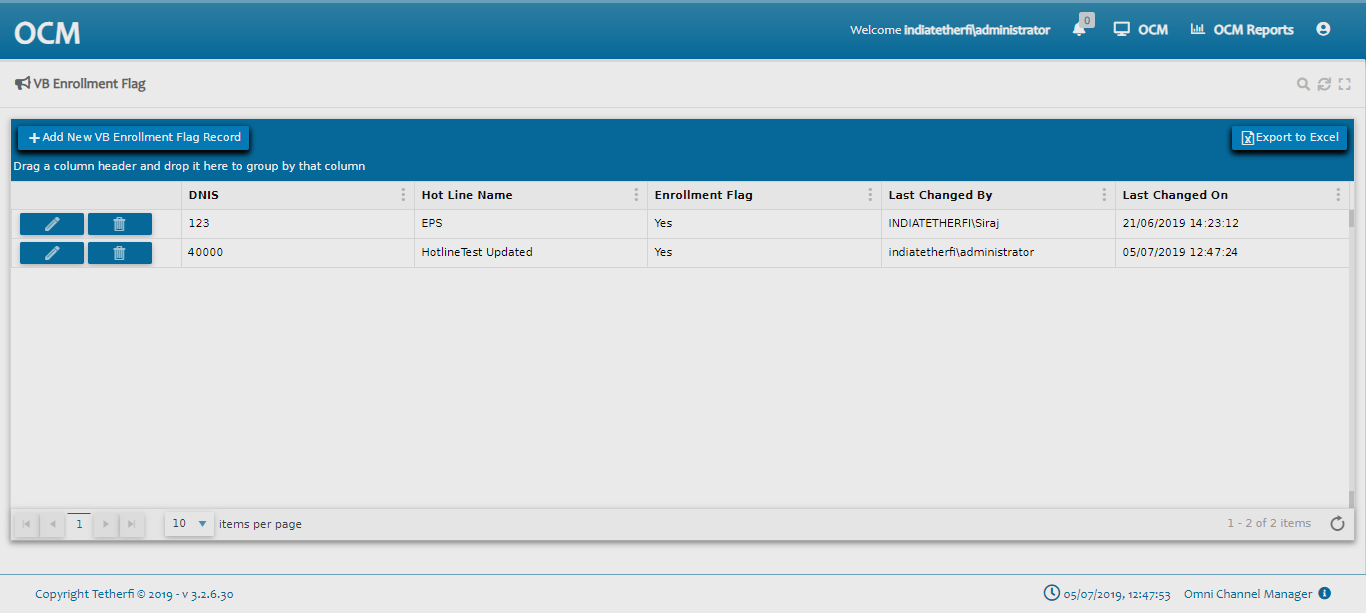 OCM
Welcome indiatetherfi\administrator
0
OCM
OCM Reports
VB Enrollment Flag
Add New VB Enrollment Flag Record
Export to Excel
Drag a column header and drop it here to group by that column
DNIS Hot Line Name Enrollment Flag Last Changed By Last Changed On
123 EPS Yes INDIATETHERFI\Siraj 21/06/2019 14:23:12
40000 HotlineTest Updated Yes indiatetherfi\administrator 05/07/2019 12:47:24
1 10 items per page 1 - 2 of 2 items
Copyright Tetherfi © 2019 - v 3.2.6.30 05/07/2019, 12:47:53 Omni Channel Manager